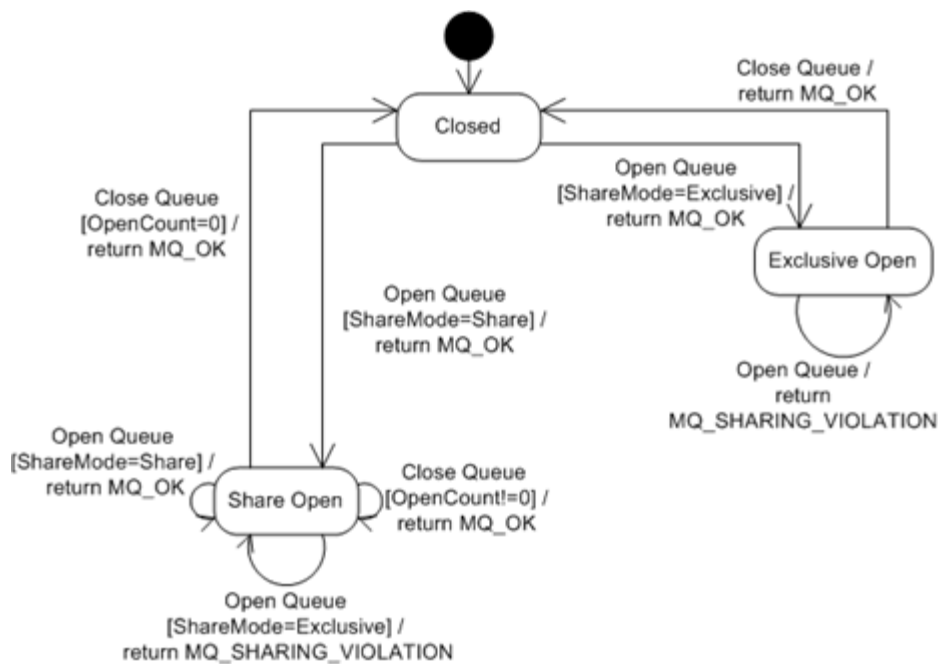 Closed
Close Queue /
return MQ_OK
Open Queue
[ShareMode=Exclusive] /
return MQ_OK
Close Queue
[OpenCount=0] /
return MQ_OK
Exclusive Open
Open Queue
[ShareMode=Share] /
return MQ_OK
Open Queue /
return
MQ_SHARING_VIOLATION
Open Queue
[ShareMode=Share] /
return MQ_OK
Share Open
Close Queue
[OpenCount!=0] /
return MQ_OK
Open Queue
[ShareMode=Exclusive] /
return MQ_SHARING_VIOLATION